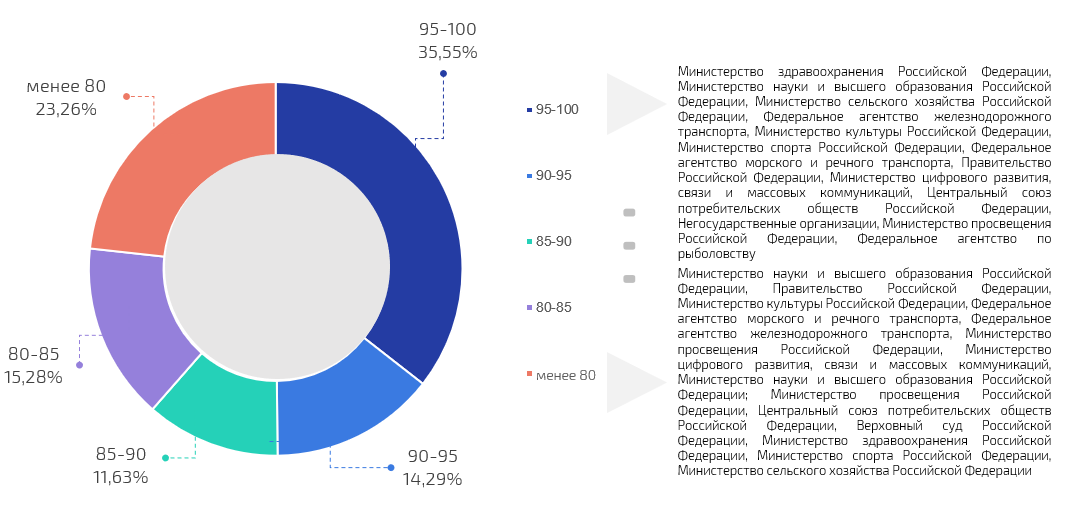 95-100
35,55%
менее 80
23,26%
80-85
15,28%
85-90
11,63%
90-95
14,29%
95-100
90-95
85-90
80-85
менее 80
Министерство здравоохранения Российской Федерации,
Министерство науки и высшего образования Российской
Федерации, Министерство сельского хозяйства Российской
Федерации, Федеральное агентство железнодорожного
транспорта, Министерство культуры Российской Федерации,
Министерство спорта Российской Федерации, Федеральное
агентство морского и речного транспорта, Правительство
Российской Федерации, Министерство цифрового развития,
связи и массовых коммуникаций, Центральный союз
потребительских обществ Российской Федерации,
Негосударственные организации, Министерство просвещения
Российской Федерации, Федеральное агентство по
рыболовству
Министерство науки и высшего образования Российской
Федерации, Правительство Российской Федерации,
Министерство культуры Российской Федерации, Федеральное
агентство морского и речного транспорта, Федеральное
агентство железнодорожного транспорта, Министерство
просвещения Российской Федерации, Министерство
цифрового развития, связи и массовых коммуникаций,
Министерство науки и высшего образования Российской
Федерации; Министерство просвещения Российской
Федерации, Центральный союз потребительских обществ
Российской Федерации, Верховный суд Российской
Федерации, Министерство здравоохранения Российской
Федерации, Министерство спорта Российской Федерации,
Министерство сельского хозяйства Российской Федерации